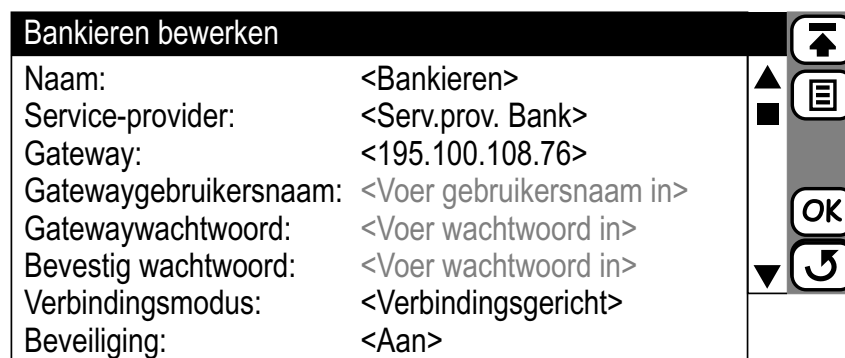 Bankieren bewerken
Naam: <Bankieren>
Service-provider: <Serv.prov. Bank>
Gateway: <195.100.108.76>
Gatewaygebruikersnaam: <Voer gebruikersnaam in>
Gatewaywachtwoord: <Voer wachtwoord in>
Bevestig wachtwoord: <Voer wachtwoord in>
Verbindingsmodus: <Verbindingsgericht>
Beveiliging: <Aan>
OK